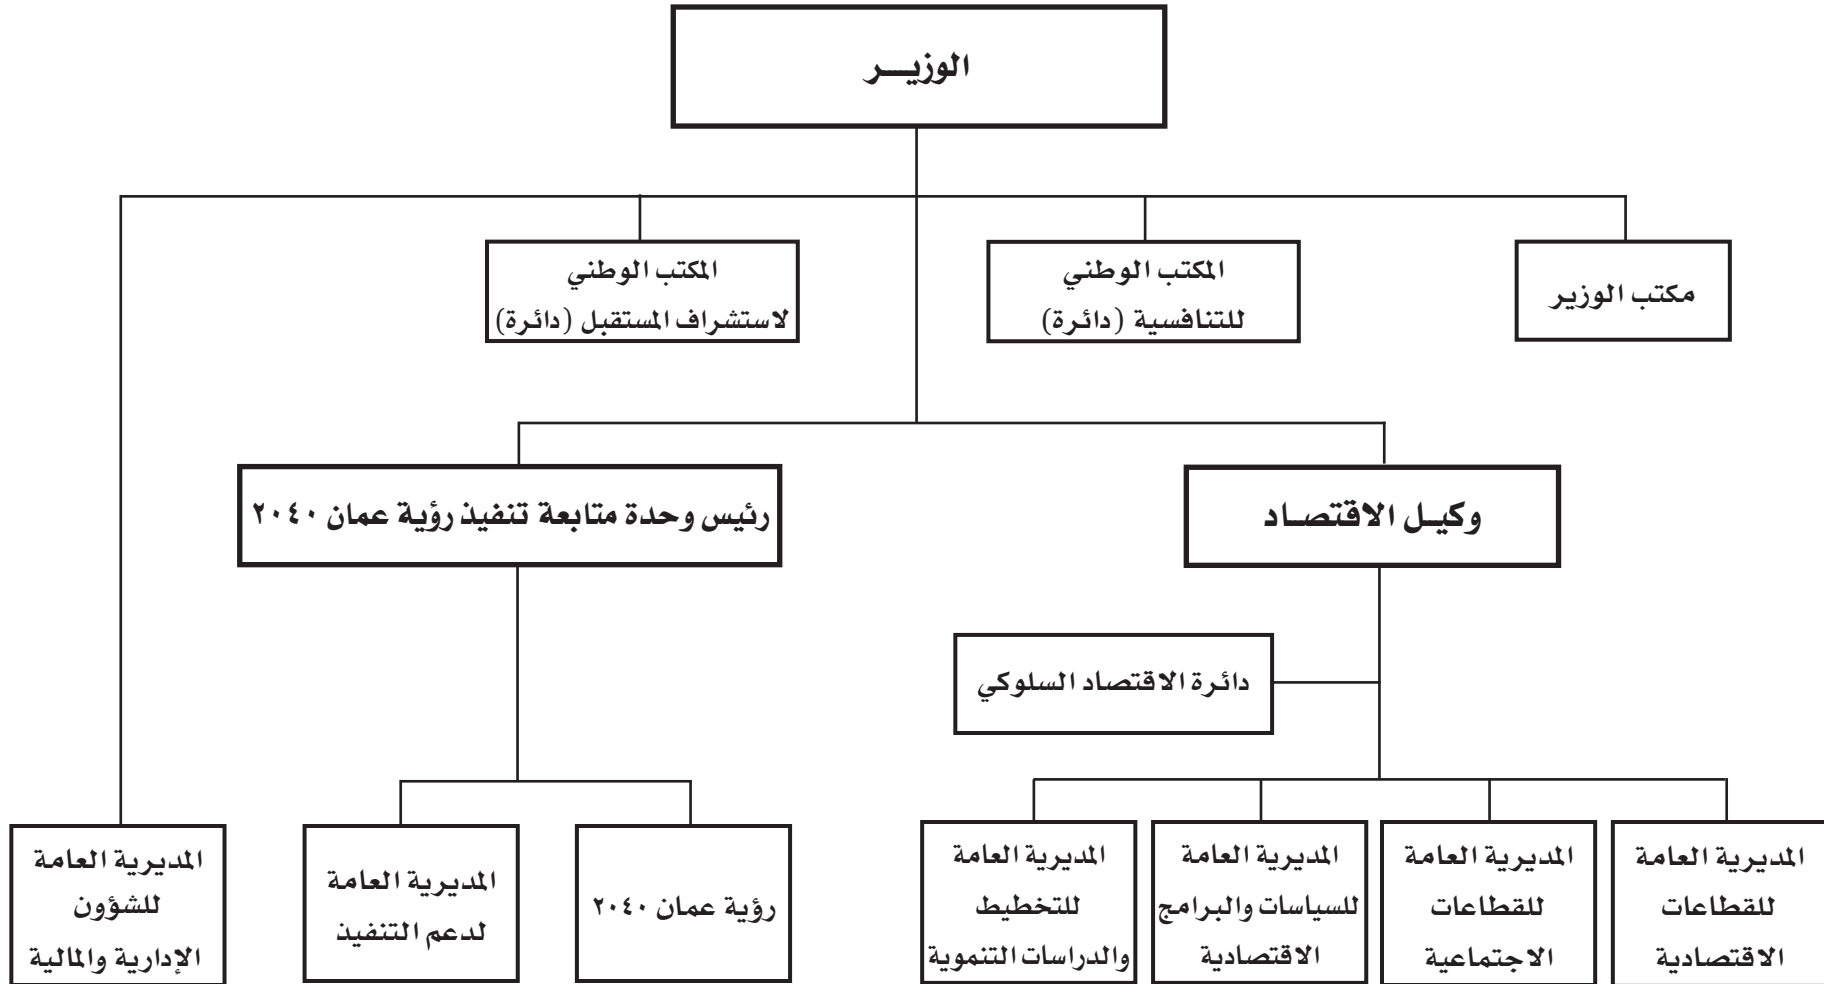 الوزيـــر
مكتب الوزير
المكتب الوطني
للتنافسية (دائرة)
المكتب الوطني
لاستشراف المستقبل (دائرة)
وكيـل الاقتصـاد
رئيس وحدة متابعة تنفيذ رؤية عمان ٢٠٤٠
دائرة الاقتصاد السلوكي
المديرية العامة
للقطاعات
الاقتصادية
المديرية العامة
للقطاعات
الاجتماعية
المديرية العامة
للسياسات والبرامج
الاقتصادية
المديرية العامة
للتخطيط
والدراسات التنموية
رؤية عمان ٢٠٤٠
المديرية العامة
لدعم التنفيذ
المديرية العامة
للشؤون
الإدارية والمالية